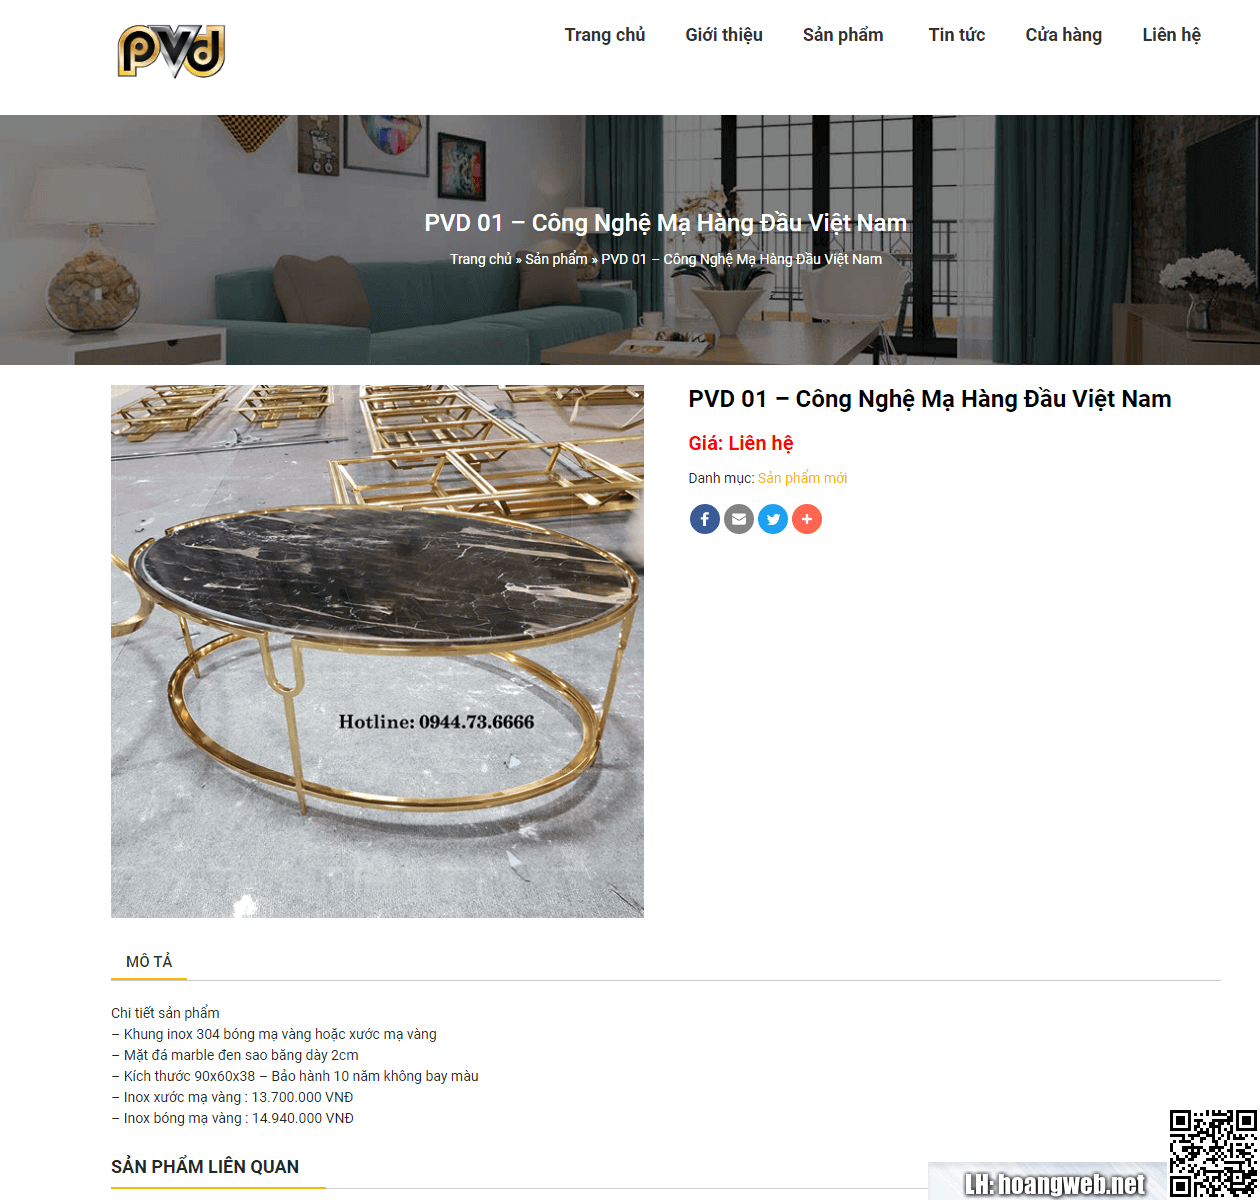 pvd
Trang chủ Giới thiệu Sản phẩm Tin tức Cửa hàng Liên hệ
PVD 01 – Công Nghệ Mạ Hàng Đầu Việt Nam
Trang chủ » Sản phẩm » PVD 01 – Công Nghệ Mạ Hàng Đầu Việt Nam
PVD 01 – Công Nghệ Mạ Hàng Đầu Việt Nam
Giá: Liên hệ
Danh mục: Sản phẩm mới
Hotline: 0944.73.6666
MÔ TẢ
Chi tiết sản phẩm
– Khung inox 304 bóng mạ vàng hoặc xước mạ vàng
– Mặt đá marble đen sao băng dày 2cm
– Kích thước 90x60x38 – Bảo hành 10 năm không bay màu
– Inox xước mạ vàng : 13.700.000 VNĐ
– Inox bóng mạ vàng : 14.940.000 VNĐ
SẢN PHẨM LIÊN QUAN
LH: hoangweb.net